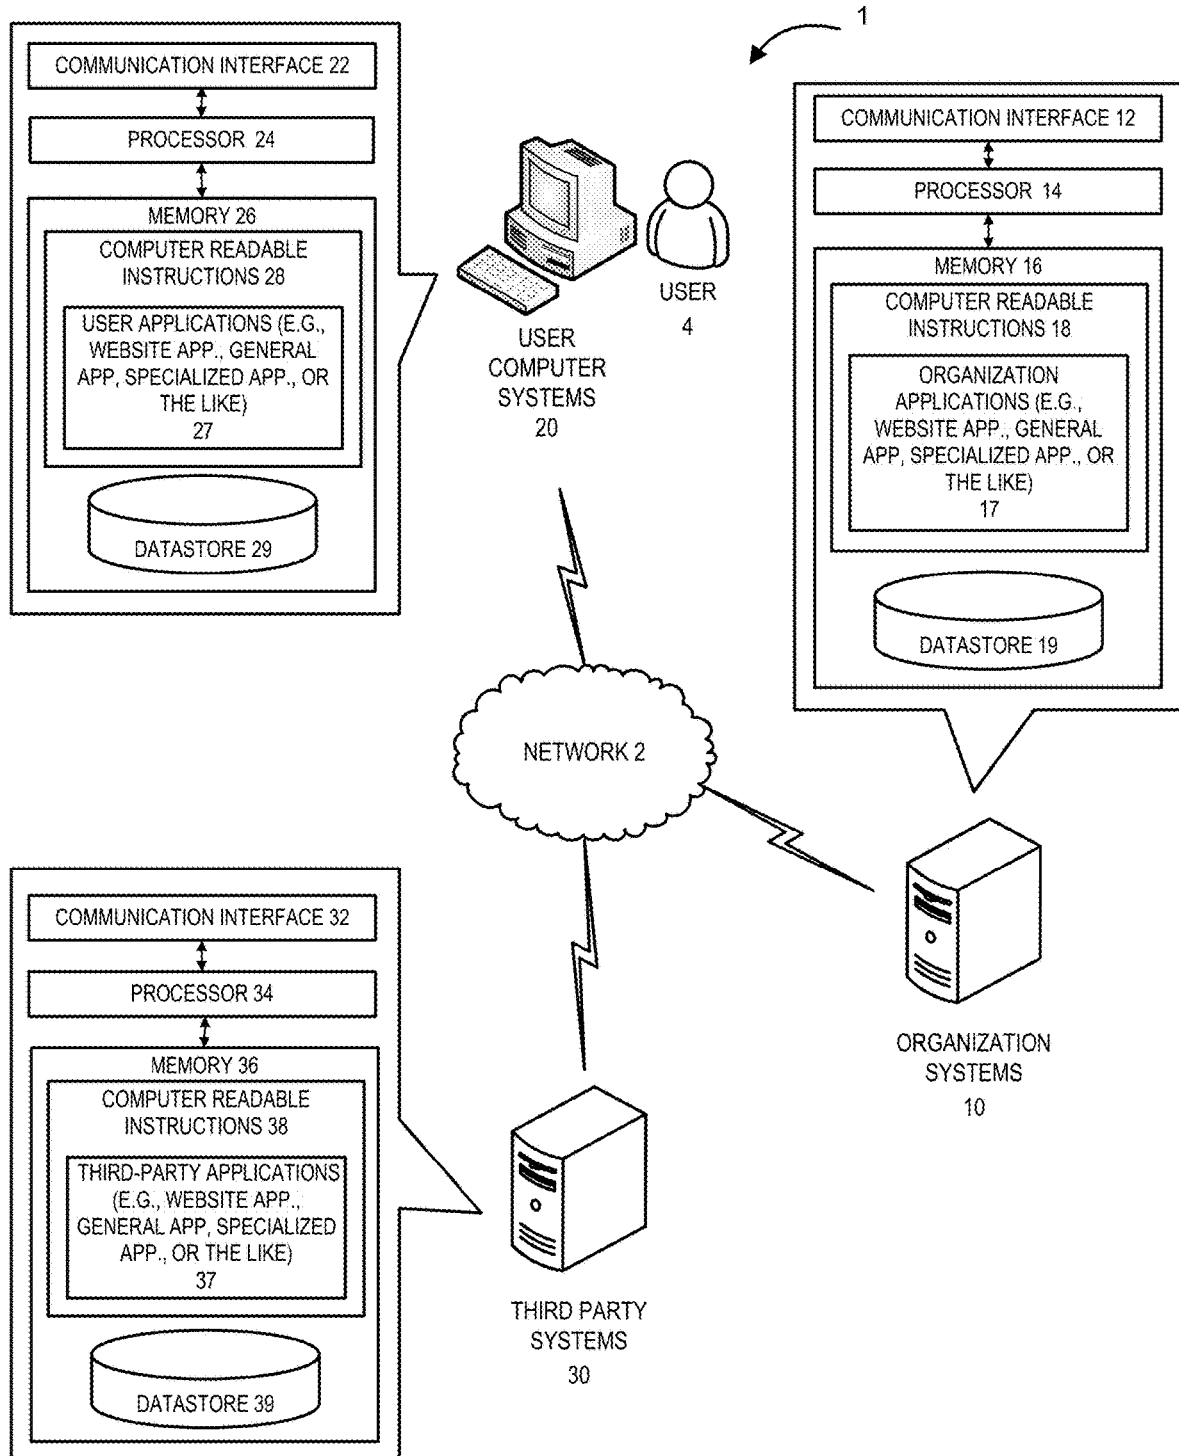 1
COMMUNICATION INTERFACE 22
PROCESSOR 24
MEMORY 26
COMPUTER READABLE
INSTRUCTIONS 28
USER APPLICATIONS (E.G.,
WEBSITE APP., GENERAL
APP, SPECIALIZED APP., OR
THE LIKE)
27
DATASTORE 29
USER
4
USER
COMPUTER
SYSTEMS
20
COMMUNICATION INTERFACE 12
PROCESSOR 14
MEMORY 16
COMPUTER READABLE
INSTRUCTIONS 18
ORGANIZATION
APPLICATIONS (E.G.,
WEBSITE APP., GENERAL
APP, SPECIALIZED APP., OR
THE LIKE)
17
DATASTORE 19
NETWORK 2
ORGANIZATION
SYSTEMS
10
COMMUNICATION INTERFACE 32
PROCESSOR 34
MEMORY 36
COMPUTER READABLE
INSTRUCTIONS 38
THIRD-PARTY APPLICATIONS
(E.G., WEBSITE APP.,
GENERAL APP, SPECIALIZED
APP., OR THE LIKE)
37
DATASTORE 39
THIRD PARTY
SYSTEMS
30